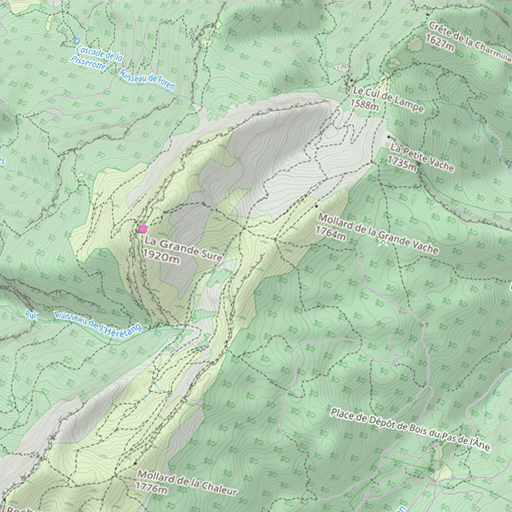 Crête de la Charmille
1627m
Cascade de la
Pisserotte
Ruisseau de Foret
Le Cul de Lampe
1588m
La Petite Vache
1735m
Mollard de la Grande Vache
1764m
La Grande Sure
1920m
Ruisseau de l'Hérétang
Place de Dépôt de Bois du Pas de l'Âne
Mollard de la Chaleur
1776m